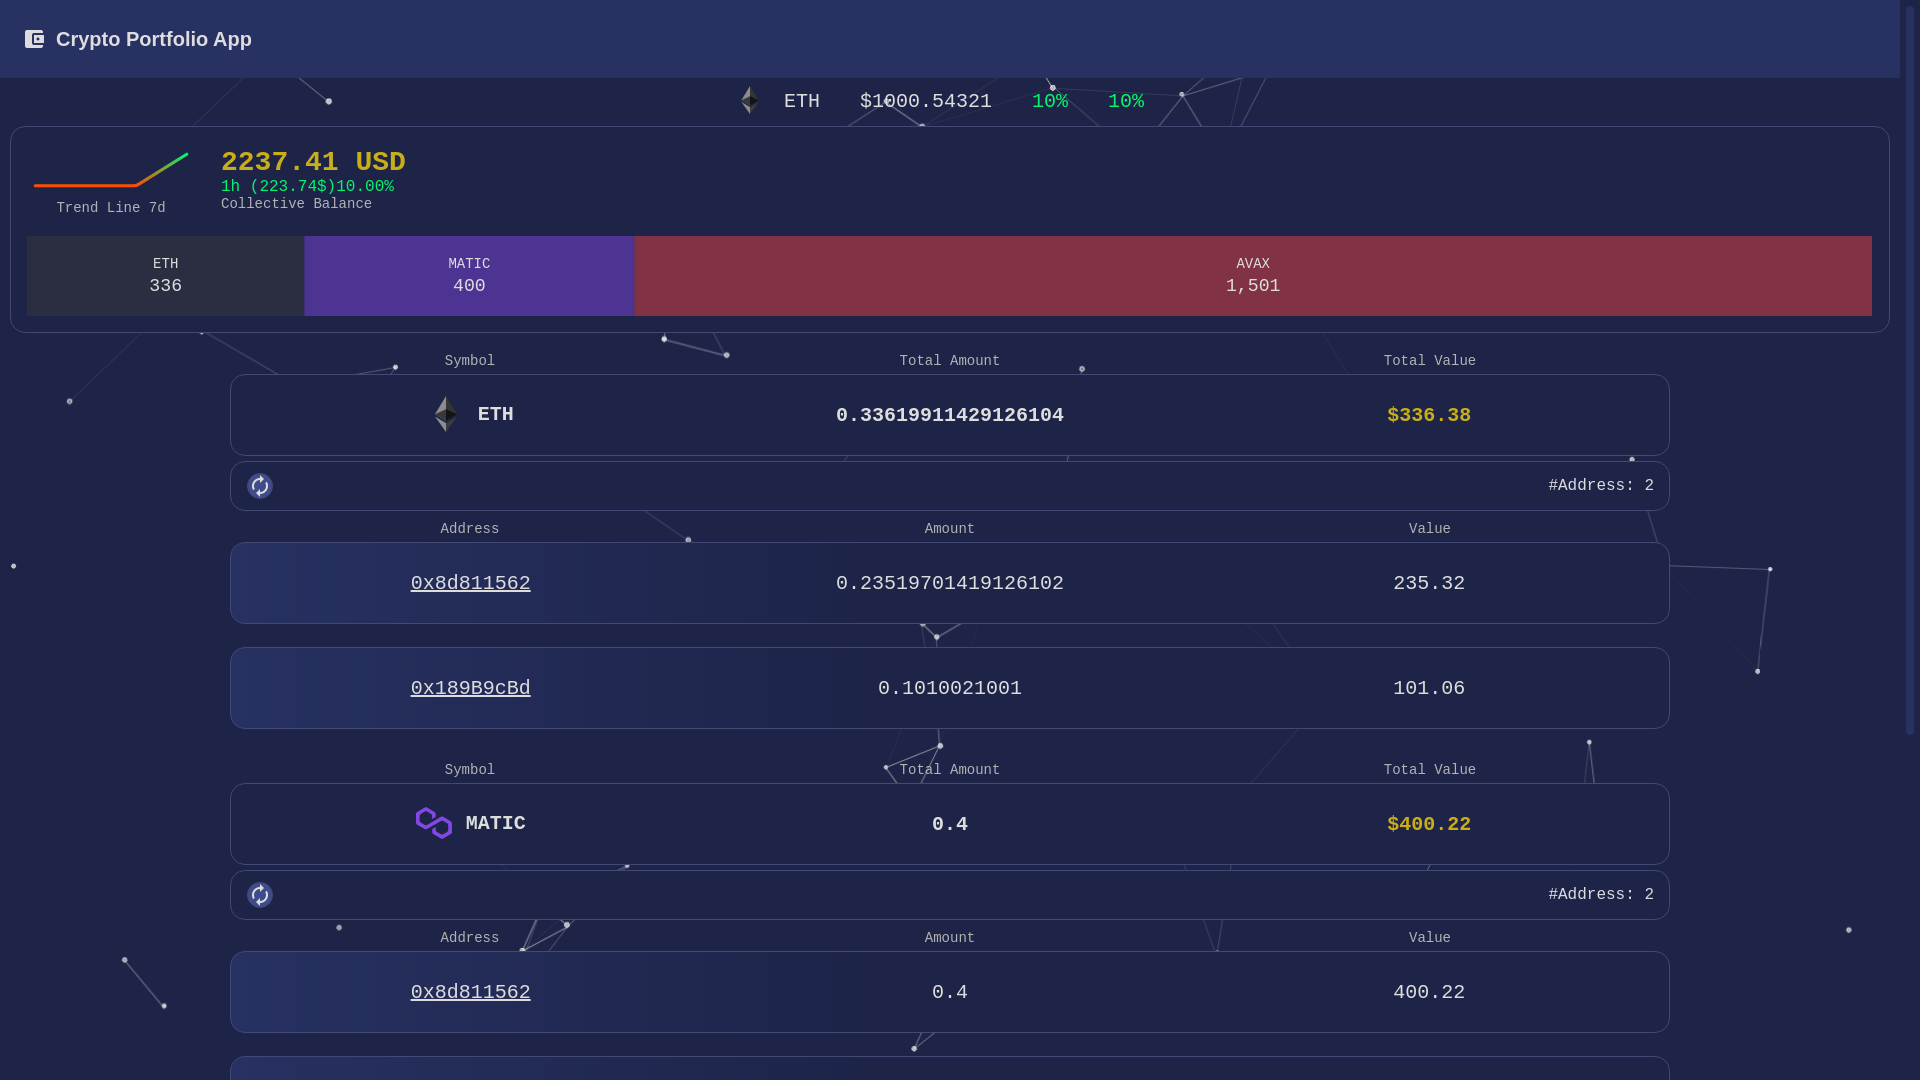 Crypto Portfolio App
ETH $1000.54321 10% 10%
2237.41 USD
1h (223.74$)10.00%
Collective Balance
Trend Line 7d
ETH MATIC AVAX
336 400 1,501
Symbol Total Amount Total Value
ETH 0.33619911429126104 $336.38
#Address: 2
Address Amount Value
0x8d811562 0.23519701419126102 235.32
0x189B9cBd 0.1010021001 101.06
Symbol Total Amount Total Value
MATIC 0.4 $400.22
#Address: 2
Address Amount Value
0x8d811562 0.4 400.22